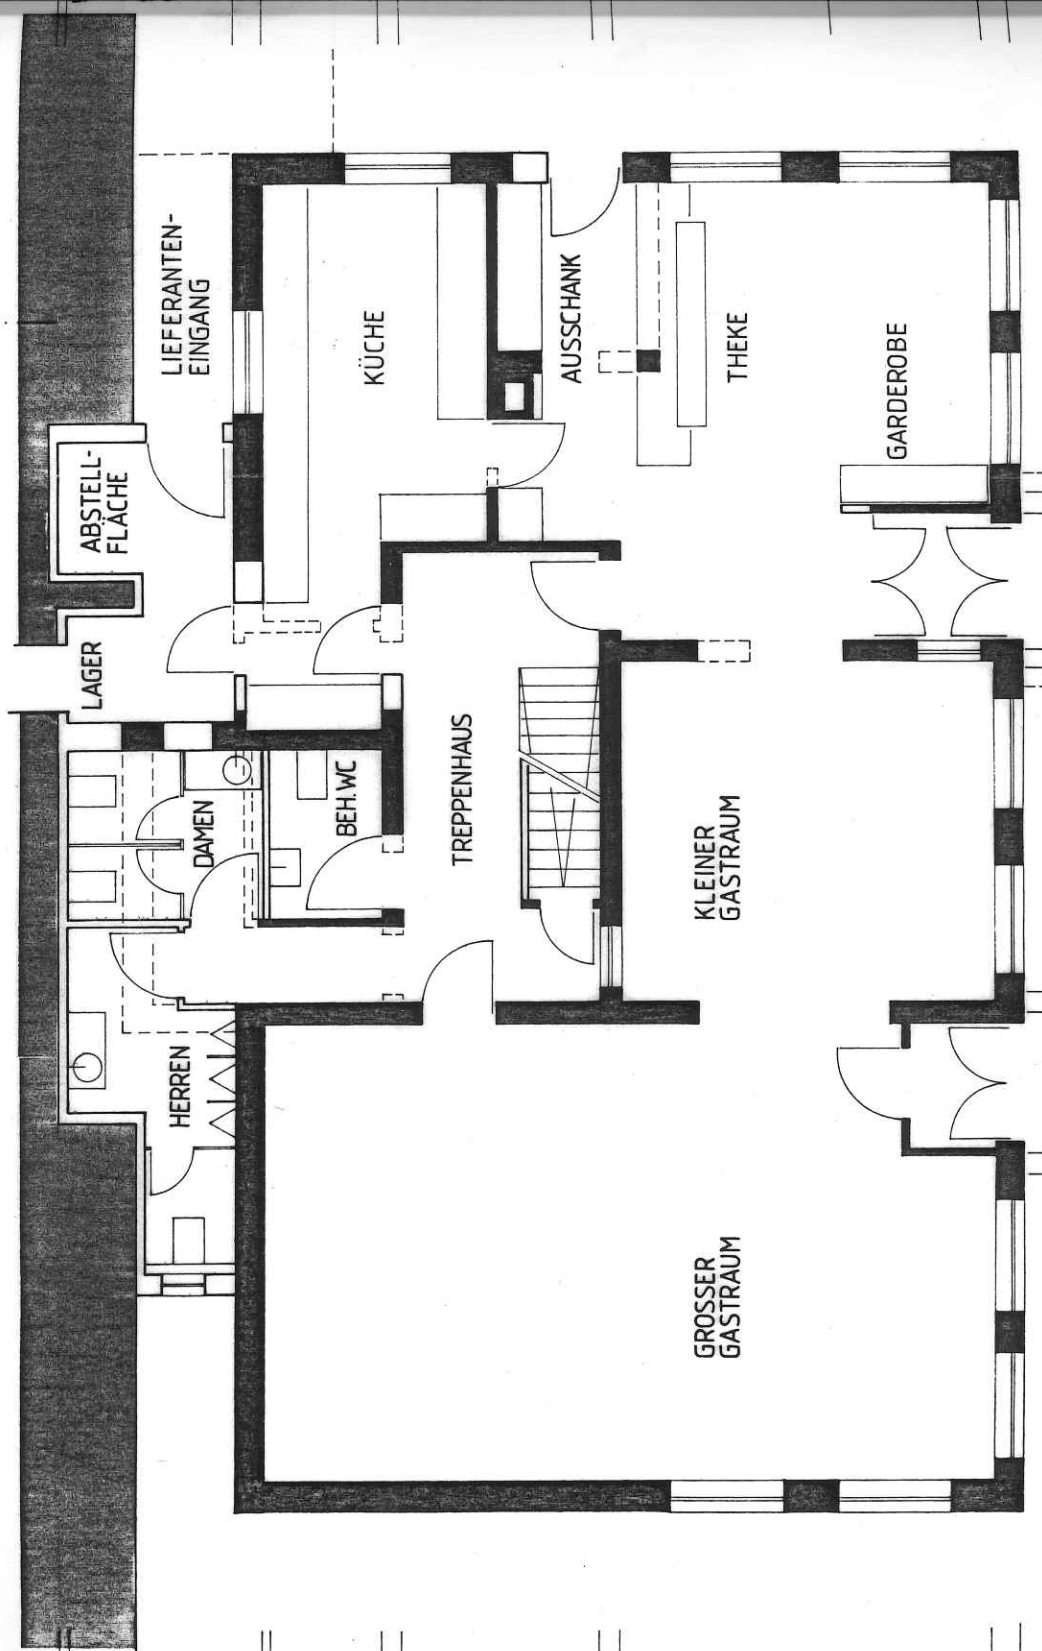 LIEFERANTEN-
EINGANG
KÜCHE
AUSSCHANK
THEKE
GARDEROBE
ABSTELL-
FLÄCHE
LAGER
DAMEN
BEH.WC
TREPPENHAUS
KLEINER
GASTRAUM
HERREN
GROSSER
GASTRAUM